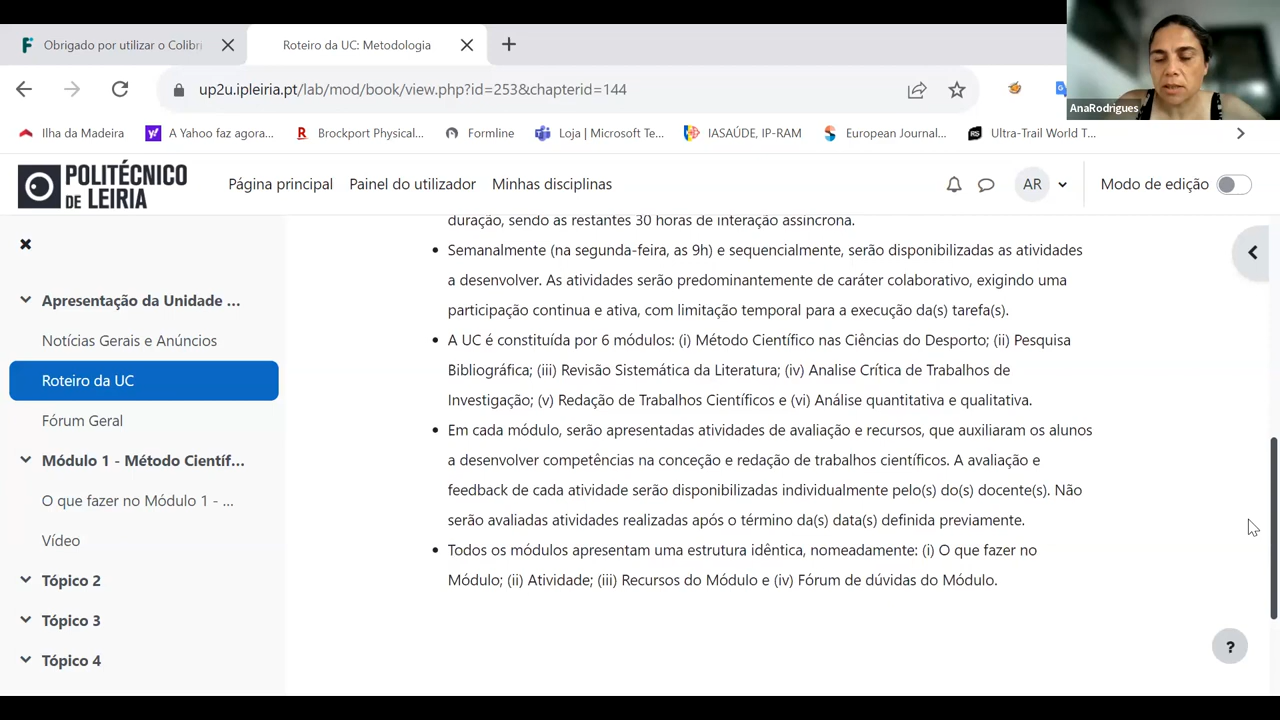 Obrigado por utilizar o Colibri
Roteiro da UC: Metodologia
up2u.ipleiria.pt/lab/mod/book/view.php?id=253&chapterid=144
AnaRodrigues
Ilha da Madeira
A Yahoo faz agora...
Brockport Physical...
Formline
Loja | Microsoft Te...
IASAÚDE, IP-RAM
European Journal...
Ultra-Trail World T...
POLITÉCNICO
DE LEIRIA
Página principal
Painel do utilizador
Minhas disciplinas
AR
Modo de edição
Apresentação da Unidade ...
Notícias Gerais e Anúncios
Roteiro da UC
Fórum Geral
Módulo 1 - Método Científ...
O que fazer no Módulo 1 - ...
Vídeo
Tópico 2
Tópico 3
Tópico 4
duração, sendo as restantes 30 horas de interação assíncrona.
Semanalmente (na segunda-feira, as 9h) e sequencialmente, serão disponibilizadas as atividades
a desenvolver. As atividades serão predominantemente de caráter colaborativo, exigindo uma
participação continua e ativa, com limitação temporal para a execução da(s) tarefa(s).
A UC é constituída por 6 módulos: (i) Método Científico nas Ciências do Desporto; (ii) Pesquisa
Bibliográfica; (iii) Revisão Sistemática da Literatura; (iv) Analise Crítica de Trabalhos de
Investigação; (v) Redação de Trabalhos Científicos e (vi) Análise quantitativa e qualitativa.
Em cada módulo, serão apresentadas atividades de avaliação e recursos, que auxiliaram os alunos
a desenvolver competências na conceção e redação de trabalhos científicos. A avaliação e
feedback de cada atividade serão disponibilizadas individualmente pelo(s) do(s) docente(s). Não
serão avaliadas atividades realizadas após o término da(s) data(s) definida previamente.
Todos os módulos apresentam uma estrutura idêntica, nomeadamente: (i) O que fazer no
Módulo; (ii) Atividade; (iii) Recursos do Módulo e (iv) Fórum de dúvidas do Módulo.
?